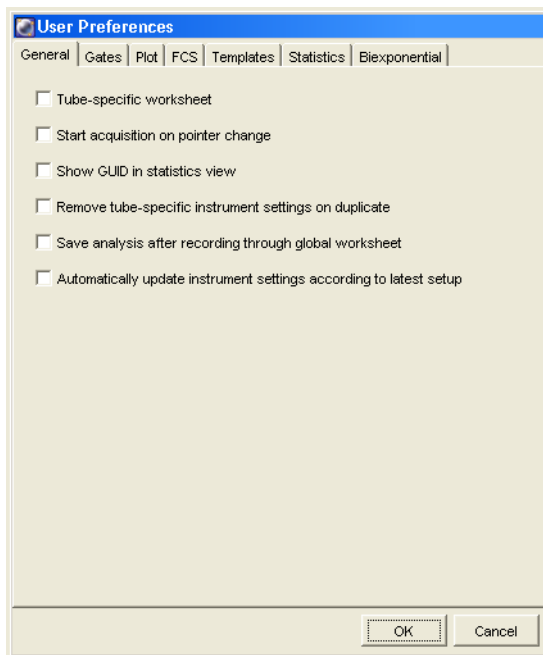 User Preferences
General Gates Plot FCS Templates Statistics Biexponential
Tube-specific worksheet
Start acquisition on pointer change
Show GUID in statistics view
Remove tube-specific instrument settings on duplicate
Save analysis after recording through global worksheet
Automatically update instrument settings according to latest setup
OK Cancel